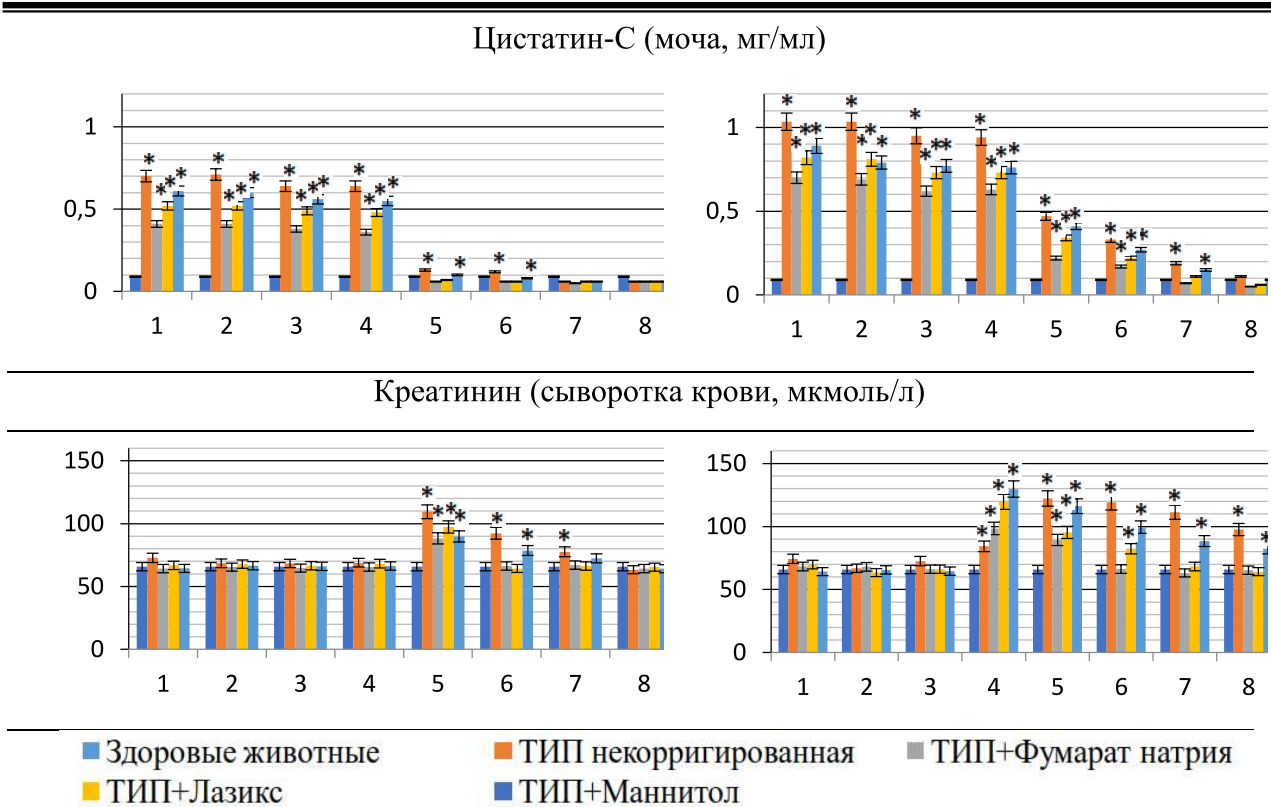 Цистатин-С (моча, мг/мл)
1
0,5
0
* * * * * * * * * * * * * * * * * * * *
1 2 3 4 5 6 7 8
1
0,5
0
* * * * * * * * * * * * * * * * * * * * * * * * * *
1 2 3 4 5 6 7 8
Креатинин (сыворотка крови, мкмоль/л)
150
100
50
0
* * * * * * *
1 2 3 4 5 6 7 8
150
100
50
0
* * * * * * * * * * * * * * *
1 2 3 4 5 6 7 8
Здоровые животные ТИП некорригированная ТИП+Фумарат натрия
ТИП+Лазикс ТИП+Маннитол